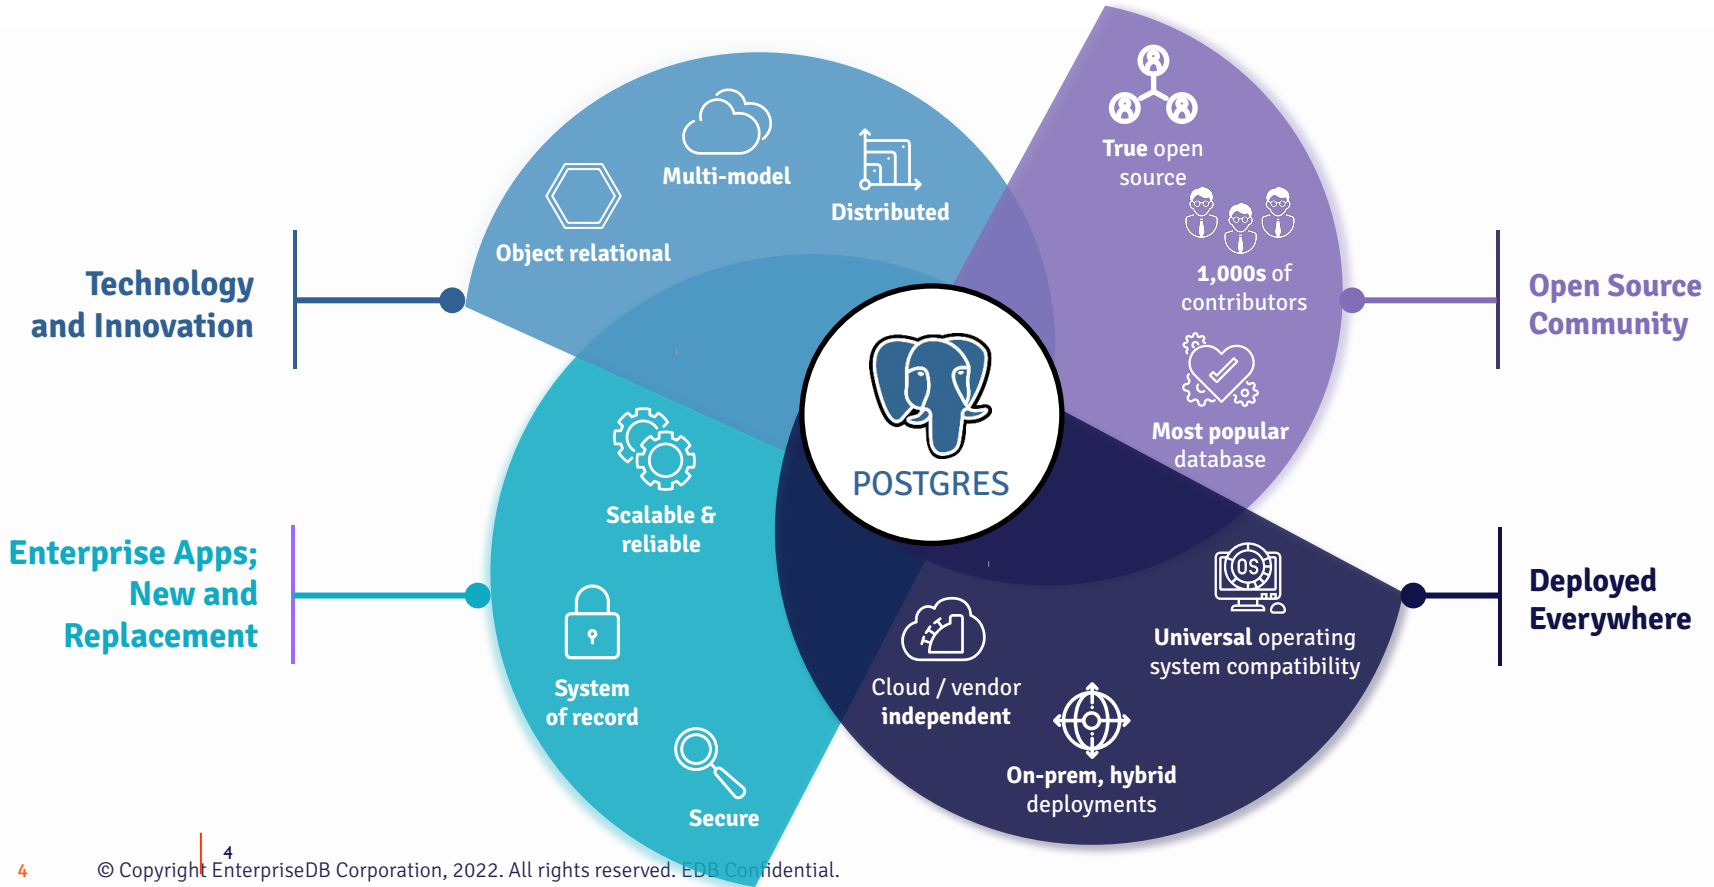 Technology
and Innovation
Object relational
Multi-model
Distributed
True open
source
1,000s of
contributors
Most popular
database
Open Source
Community
POSTGRES
Enterprise Apps;
New and
Replacement
Scalable &
reliable
System
of record
Secure
OS
Universal operating
system compatibility
Cloud / vendor
independent
On-prem, hybrid
deployments
Deployed
Everywhere
4
4
© Copyright EnterpriseDB Corporation, 2022. All rights reserved. EDB Confidential.